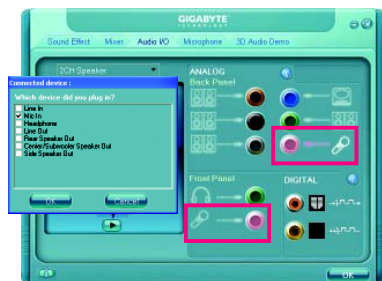 GIGABYTE
TECHNOLOGY
Sound Effect Mixer Audio I/O Microphone 3D Audio Demo
2CH Speaker
ANALOG
Back Panel
Connected device :
Which device did you plug in?
Line In
Mic In
Headphone
Line Out
Rear Speaker Out
Center/Subwoofer Speaker Out
Side Speaker Out
OK Cancel
Front Panel
DIGITAL
OK